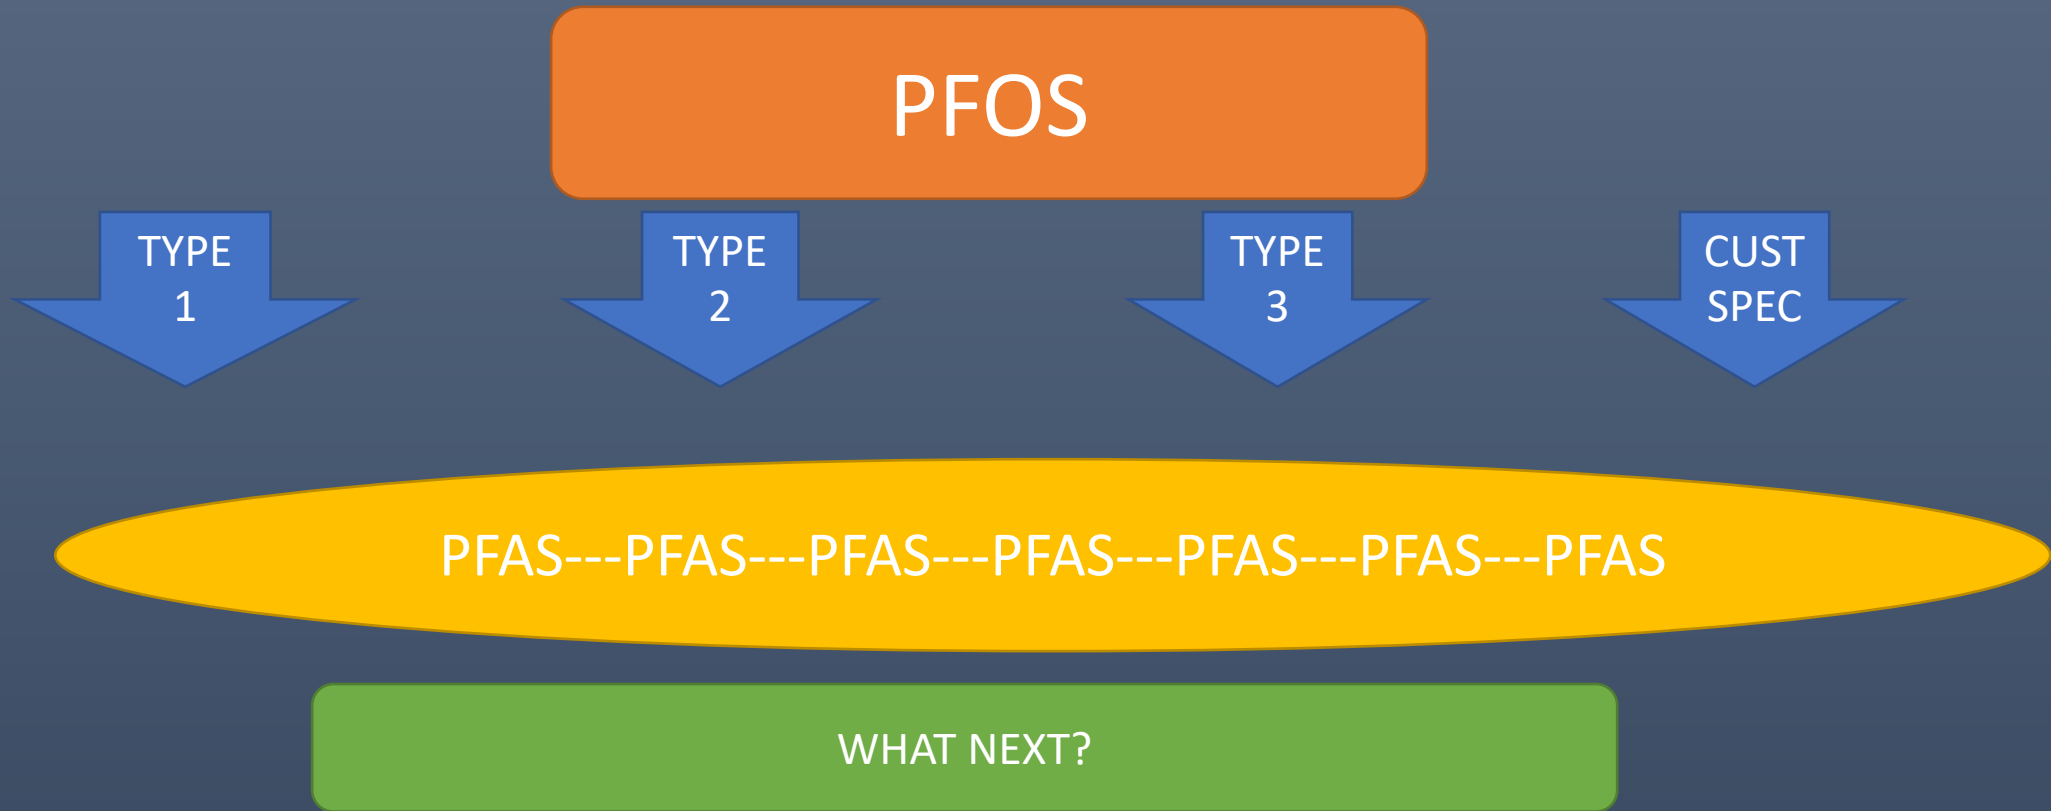 PFOS
TYPE
1
TYPE
2
TYPE
3
CUST
SPEC
PFAS---PFAS---PFAS---PFAS---PFAS---PFAS---PFAS
WHAT NEXT?